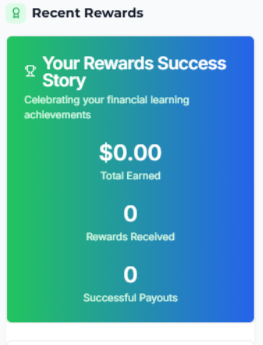 Recent Rewards
Your Rewards Success
Story
Celebrating your financial learning
achievements
$0.00
Total Earned
0
Rewards Received
0
Successful Payouts